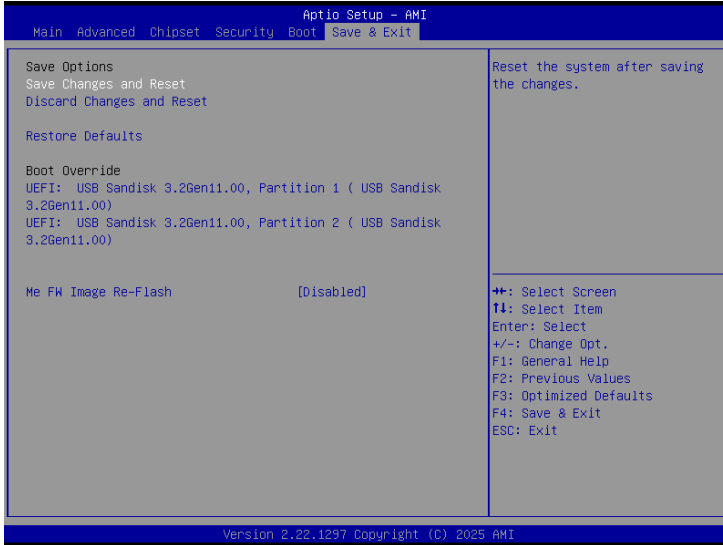 Aptio Setup - AMI
Main Advanced Chipset Security Boot Save & Exit
Save Options
Save Changes and Reset
Discard Changes and Reset
Restore Defaults
Boot Override
UEFI: USB Sandisk 3.2Gen11.00, Partition 1 ( USB Sandisk
3.2Gen11.00)
UEFI: USB Sandisk 3.2Gen11.00, Partition 2 ( USB Sandisk
3.2Gen11.00)
Me FW Image Re-Flash [Disabled]
Reset the system after saving
the changes.
→←: Select Screen
↑↓: Select Item
Enter: Select
+/-: Change Opt.
F1: General Help
F2: Previous Values
F3: Optimized Defaults
F4: Save & Exit
ESC: Exit
Version 2.22.1297 Copyright (C) 2025 AMI